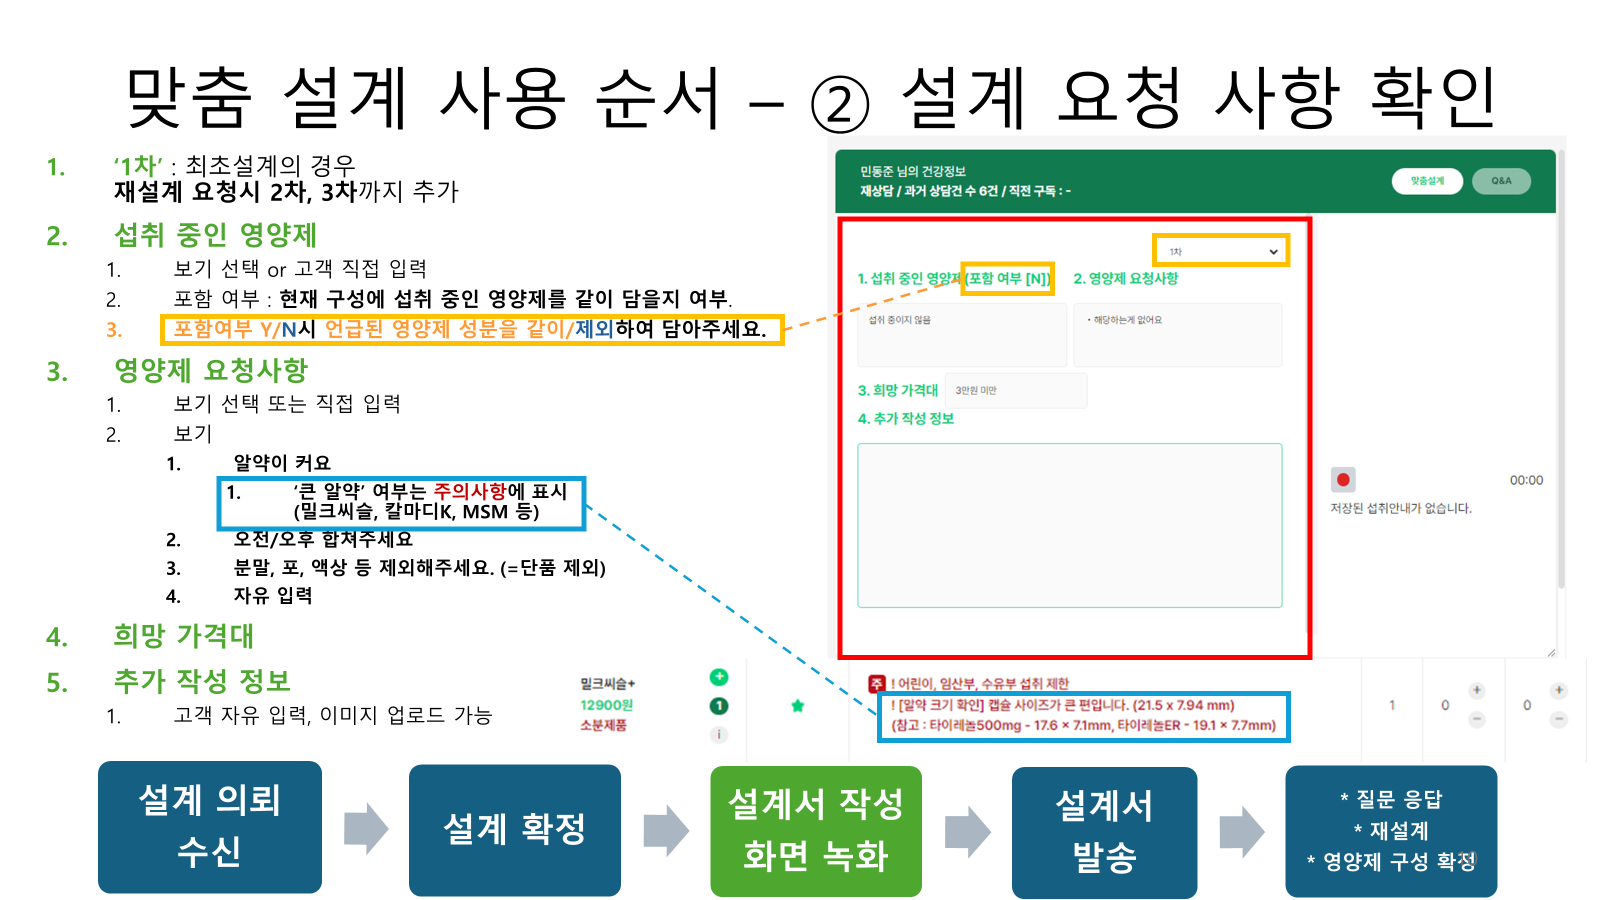 맞춤 설계 사용 순서 – ② 설계 요청 사항 확인
1. ‘1차’ : 최초설계의 경우
재설계 요청시 2차, 3차까지 추가
2. 섭취 중인 영양제
1. 보기 선택 or 고객 직접 입력
2. 포함 여부 : 현재 구성에 섭취 중인 영양제를 같이 담을지 여부.
3. 포함여부 Y/N시 언급된 영양제 성분을 같이/제외하여 담아주세요.
3. 영양제 요청사항
1. 보기 선택 또는 직접 입력
2. 보기
1. 알약이 커요
1. ‘큰 알약’ 여부는 주의사항에 표시
(밀크씨슬, 칼마디K, MSM 등)
2. 오전/오후 합쳐주세요
3. 분말, 포, 액상 등 제외해주세요. (=단품 제외)
4. 자유 입력
4. 희망 가격대
5. 추가 작성 정보
1. 고객 자유 입력, 이미지 업로드 가능
민동준 님의 건강정보
재상담 / 과거 상담건 수 6건 / 직전 구독 : -
맞춤설계
Q&A
1차
1. 섭취 중인 영양제(포함 여부 [N])
2. 영양제 요청사항
섭취 중이지 않음
• 해당하는게 없어요
3. 희망 가격대
3만원 미만
4. 추가 작성 정보
00:00
저장된 섭취안내가 없습니다.
밀크씨슬+
12900원
소분제품
+
1
i
주 ! 어린이, 임산부, 수유부 섭취 제한
! [알약 크기 확인] 캡슐 사이즈가 큰 편입니다. (21.5 x 7.94 mm)
(참고 : 타이레놀500mg - 17.6 × 7.1mm, 타이레놀ER - 19.1 × 7.7mm)
1
0
+
−
0
+
−
설계 의뢰
수신
설계 확정
설계서 작성
화면 녹화
설계서
발송
* 질문 응답
* 재설계
* 영양제 구성 확정